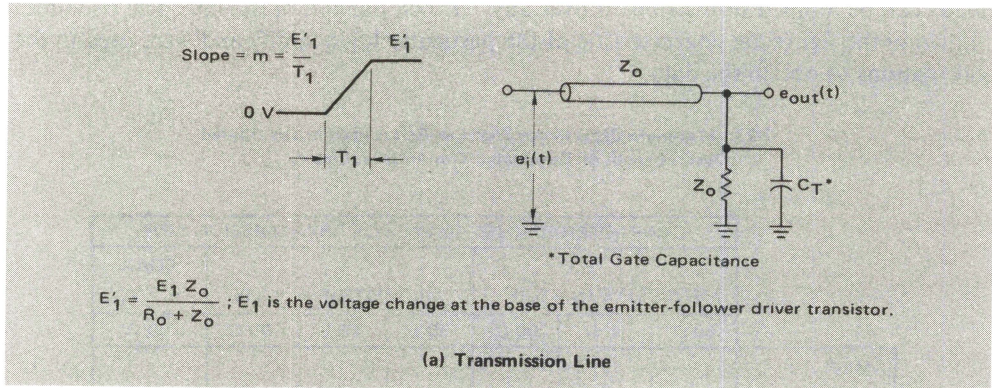 Slope = m = E'1 / T1
E'1
0 V
T1
Zo
eout(t)
ei(t)
Zo
CT*
*Total Gate Capacitance
E'1 = E1 Zo / Ro + Zo ; E1 is the voltage change at the base of the emitter-follower driver transistor.
(a) Transmission Line